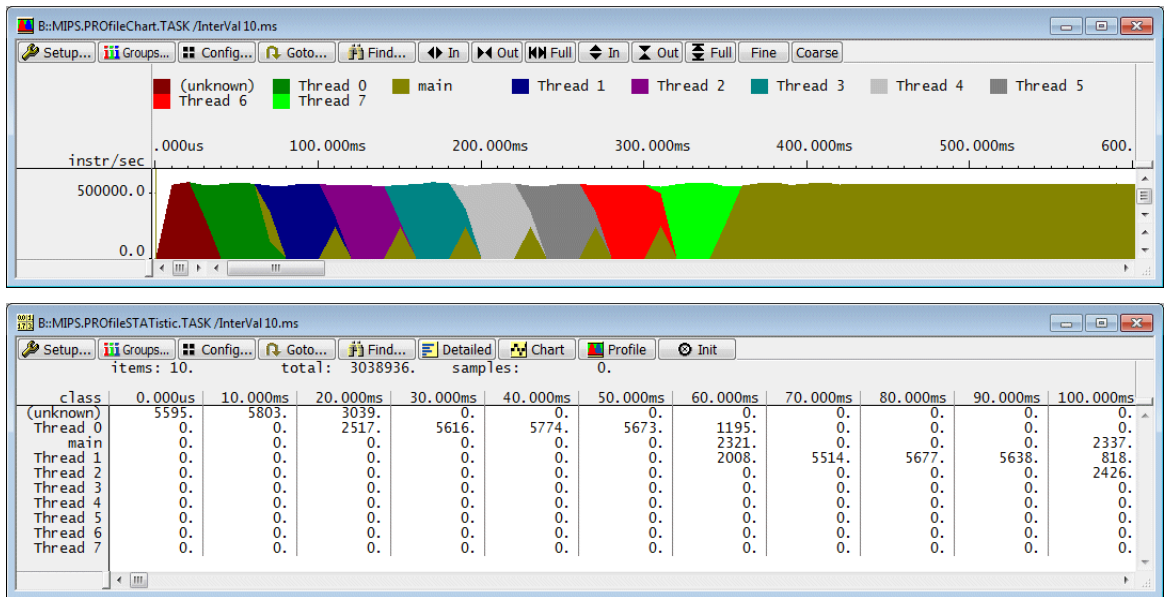 B::MIPS.PROfileChart.TASK /InterVal 10.ms
Setup... Groups... Config... Goto... Find... In Out Full In Out Full Fine Coarse
(unknown) Thread 0 main Thread 1 Thread 2 Thread 3 Thread 4 Thread 5
Thread 6 Thread 7
.000us 100.000ms 200.000ms 300.000ms 400.000ms 500.000ms 600.
instr/sec
500000.0
0.0
B::MIPS.PROfileSTATistic.TASK /InterVal 10.ms
Setup... Groups... Config... Goto... Find... Detailed Chart Profile Init
items: 10. total: 3038936. samples: 0.
class 0.000us 10.000ms 20.000ms 30.000ms 40.000ms 50.000ms 60.000ms 70.000ms 80.000ms 90.000ms 100.000ms
(unknown) 5595. 5803. 3039. 0. 0. 0. 0. 0. 0. 0. 0.
Thread 0 0. 0. 2517. 5616. 5774. 5673. 1195. 0. 0. 0. 0.
main 0. 0. 0. 0. 0. 0. 2321. 0. 0. 0. 2337.
Thread 1 0. 0. 0. 0. 0. 0. 2008. 5514. 5677. 5638. 818.
Thread 2 0. 0. 0. 0. 0. 0. 0. 0. 0. 0. 2426.
Thread 3 0. 0. 0. 0. 0. 0. 0. 0. 0. 0. 0.
Thread 4 0. 0. 0. 0. 0. 0. 0. 0. 0. 0. 0.
Thread 5 0. 0. 0. 0. 0. 0. 0. 0. 0. 0. 0.
Thread 6 0. 0. 0. 0. 0. 0. 0. 0. 0. 0. 0.
Thread 7 0. 0. 0. 0. 0. 0. 0. 0. 0. 0. 0.